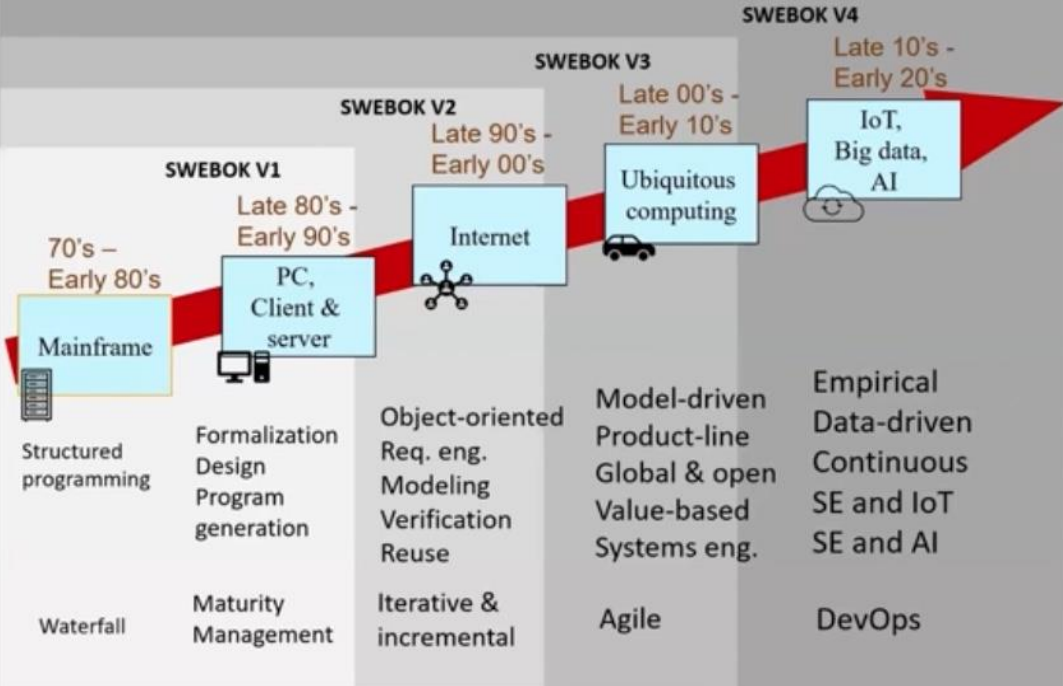 SWEBOK V4
Late 10's -
Early 20's
IoT,
Big data,
AI
SWEBOK V3
Late 00's -
Early 10's
Ubiquitous
computing
SWEBOK V2
Late 90's -
Early 00's
Internet
SWEBOK V1
Late 80's -
Early 90's
PC,
Client &
server
70's –
Early 80's
Mainframe
Structured
programming
Waterfall
Formalization
Design
Program
generation
Maturity
Management
Object-oriented
Req. eng.
Modeling
Verification
Reuse
Iterative &
incremental
Model-driven
Product-line
Global & open
Value-based
Systems eng.
Agile
Empirical
Data-driven
Continuous
SE and IoT
SE and AI
DevOps